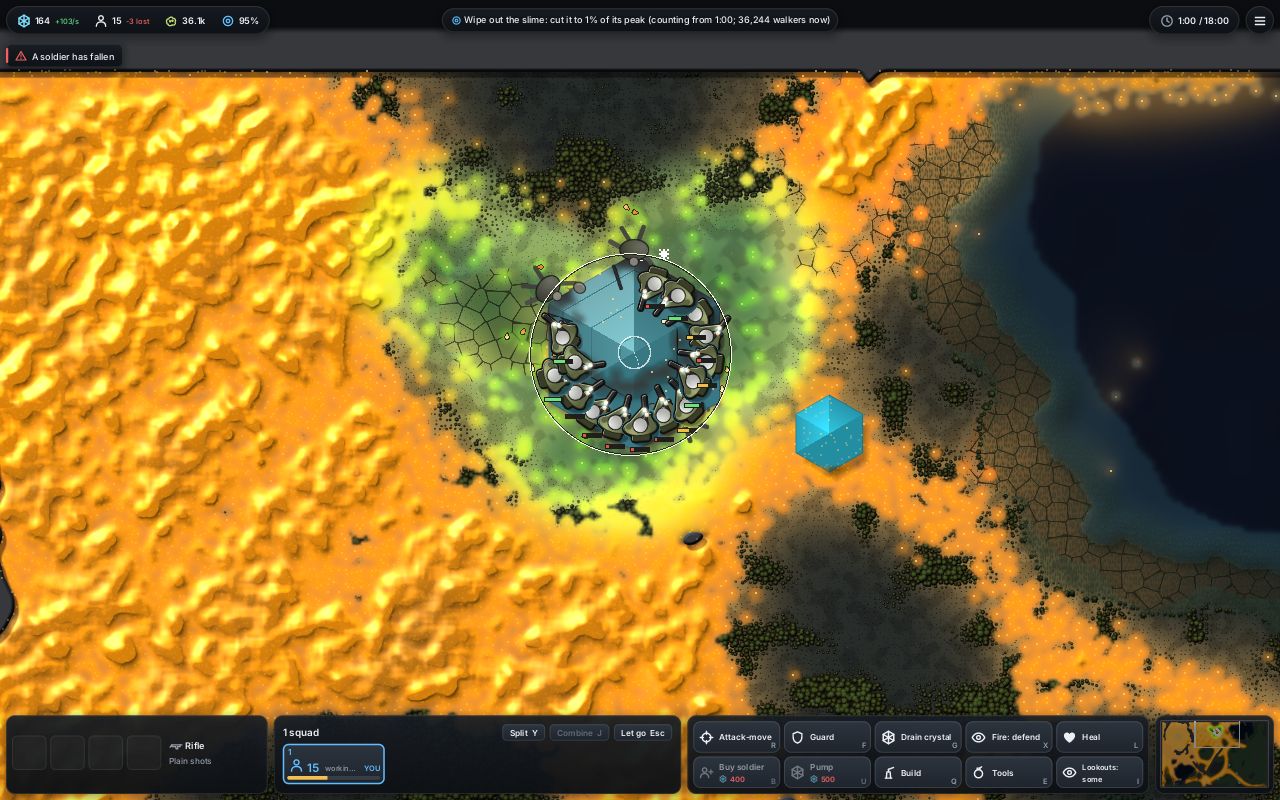 164 +103/s 15 -3 lost 36.1k 95%
Wipe out the slime: cut it to 1% of its peak (counting from 1:00; 36,244 walkers now)
1:00 / 18:00
A soldier has fallen
Rifle
Plain shots
1 squad
Split Y
Combine J
Let go Esc
1
15 workin... YOU
Attack-move R
Guard F
Drain crystal G
Fire: defend X
Heal L
Buy soldier 400 B
Pump 500 U
Build Q
Tools E
Lookouts: some I